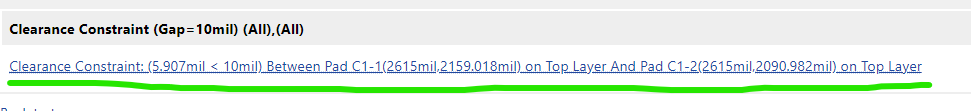 Clearance Constraint (Gap=10mil) (All),(All)
Clearance Constraint: (5.907mil < 10mil) Between Pad C1-1(2615mil,2159.018mil) on Top Layer And Pad C1-2(2615mil,2090.982mil) on Top Layer